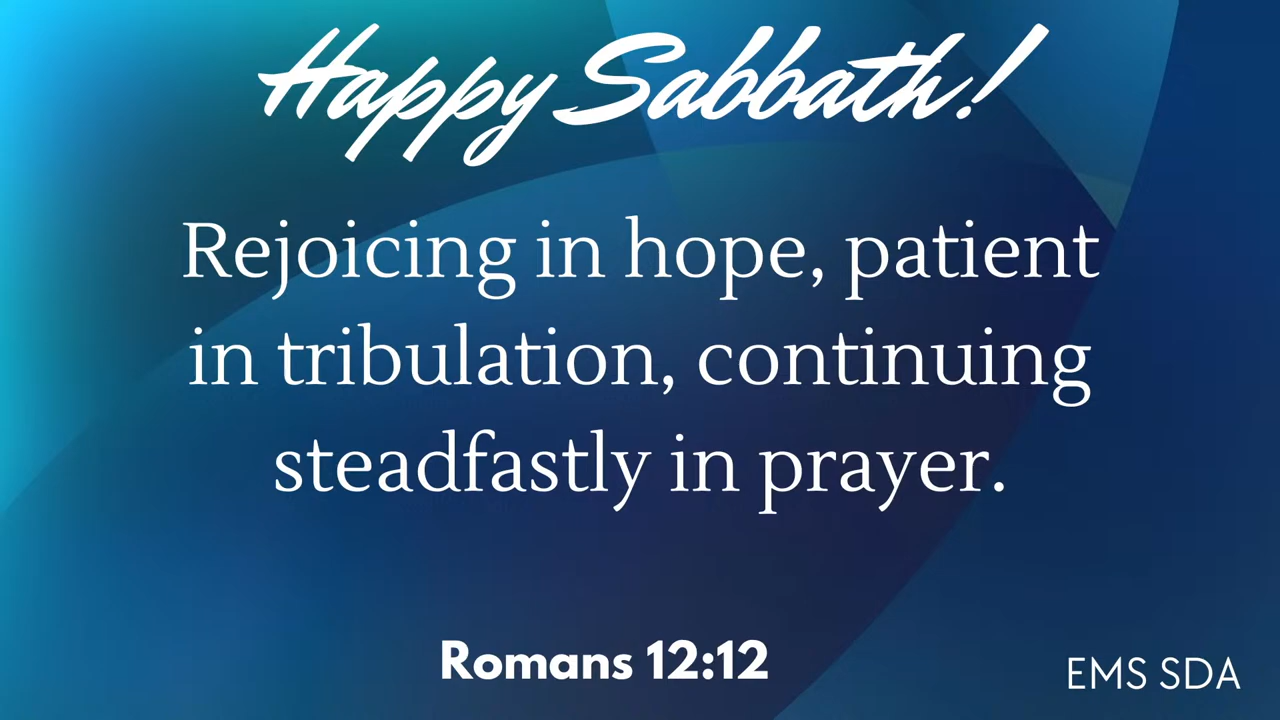 Happy Sabbath!
Rejoicing in hope, patient
in tribulation, continuing
steadfastly in prayer.
Romans 12:12
EMS SDA